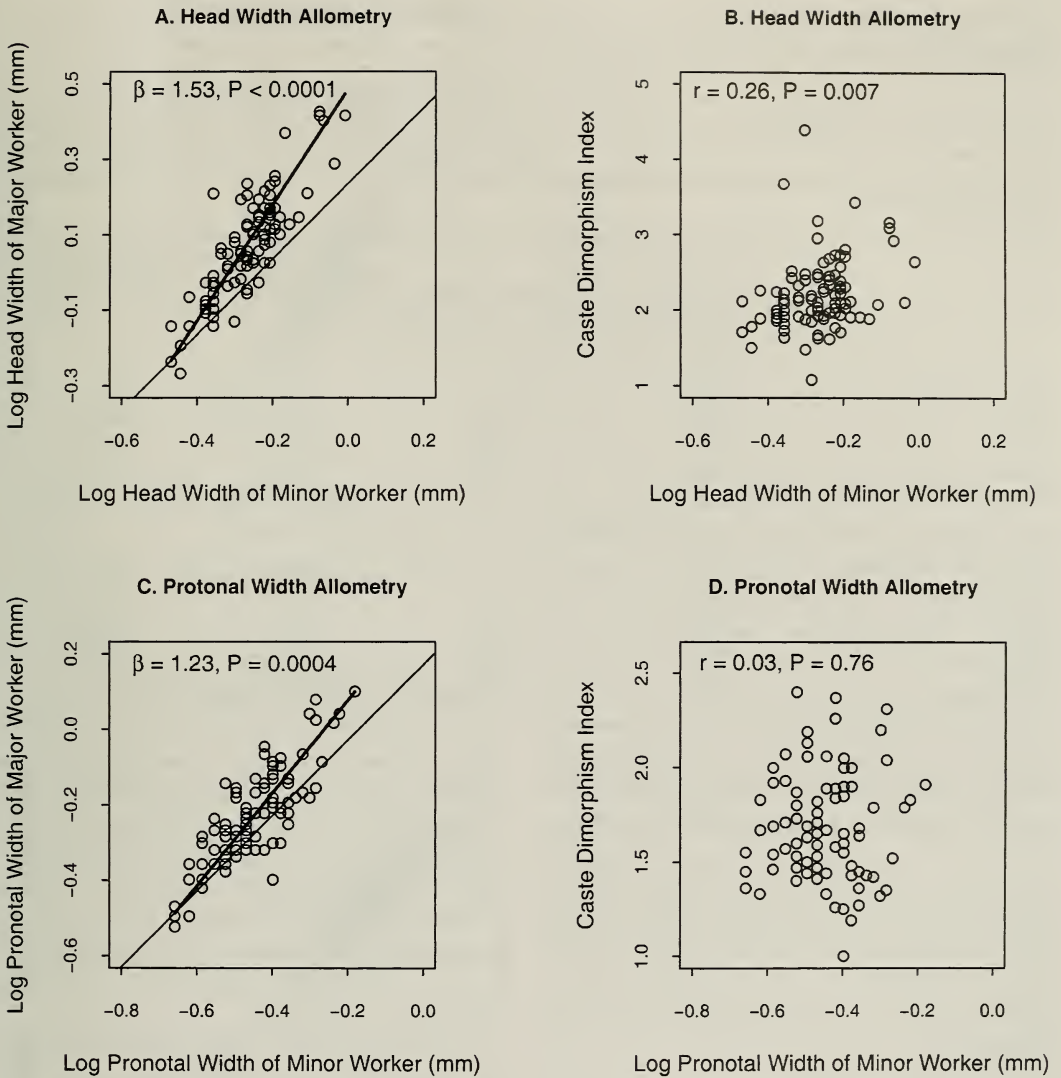 A. Head Width Allometry
β = 1.53, P < 0.0001
Log Head Width of Major Worker (mm)
0.5
0.3
0.1
−0.1
−0.3
−0.6
−0.4
−0.2
0.0
0.2
Log Head Width of Minor Worker (mm)
B. Head Width Allometry
r = 0.26, P = 0.007
Caste Dimorphism Index
5
4
3
2
1
−0.6
−0.4
−0.2
0.0
0.2
Log Head Width of Minor Worker (mm)
C. Protonal Width Allometry
β = 1.23, P = 0.0004
Log Pronotal Width of Major Worker (mm)
0.2
0.0
−0.2
−0.4
−0.6
−0.8
−0.6
−0.4
−0.2
0.0
Log Pronotal Width of Minor Worker (mm)
D. Pronotal Width Allometry
r = 0.03, P = 0.76
Caste Dimorphism Index
2.5
2.0
1.5
1.0
−0.8
−0.6
−0.4
−0.2
0.0
Log Pronotal Width of Minor Worker (mm)